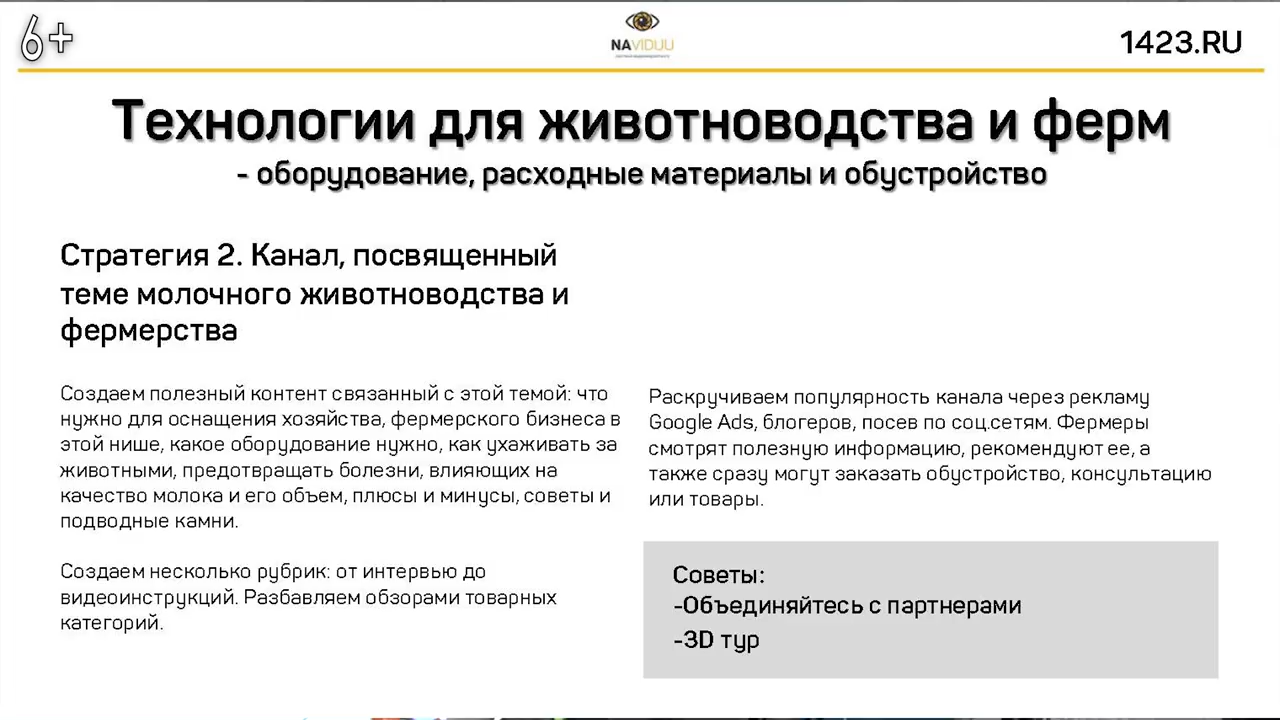 6+
NAVIDUU
1423.RU
Технологии для животноводства и ферм
- оборудование, расходные материалы и обустройство
Стратегия 2. Канал, посвященный
теме молочного животноводства и
фермерства
Создаем полезный контент связанный с этой темой: что
нужно для оснащения хозяйства, фермерского бизнеса в
этой нише, какое оборудование нужно, как ухаживать за
животными, предотвращать болезни, влияющих на
качество молока и его объем, плюсы и минусы, советы и
подводные камни.
Создаем несколько рубрик: от интервью до
видеоинструкций. Разбавляем обзорами товарных
категорий.
Раскручиваем популярность канала через рекламу
Google Ads, блогеров, посев по соц.сетям. Фермеры
смотрят полезную информацию, рекомендуют ее, а
также сразу могут заказать обустройство, консультацию
или товары.
Советы:
-Объединяйтесь с партнерами
-3D тур